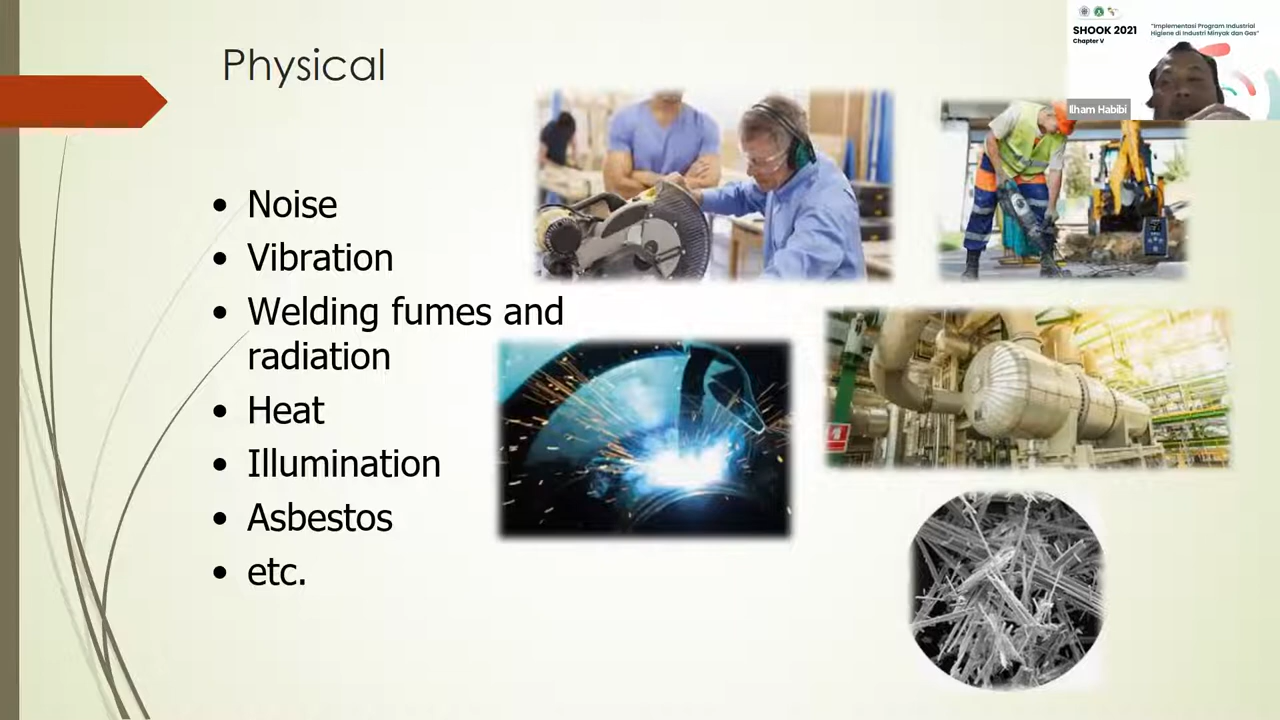 Physical
• Noise
• Vibration
• Welding fumes and
radiation
• Heat
• Illumination
• Asbestos
• etc.
SHOOK 2021
Chapter V
"Implementasi Program Industrial
Higiene di Industri Minyak dan Gas"
Ilham Habibi